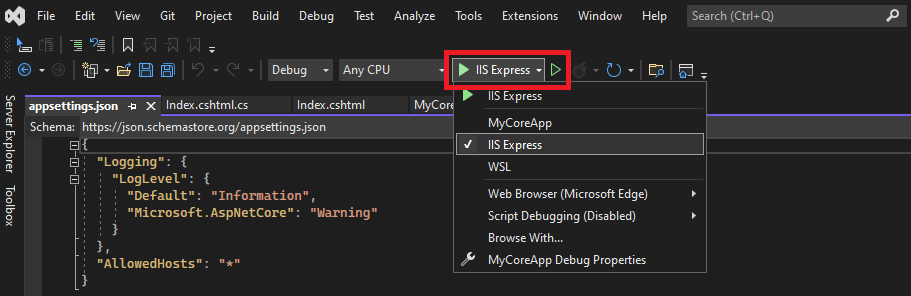 File Edit View Git Project Build Debug Test Analyze Tools Extensions Window Help Search (Ctrl+Q)
Debug Any CPU IIS Express
appsettings.json Index.cshtml.cs Index.cshtml MyCo
IIS Express
Schema: https://json.schemastore.org/appsettings.json
MyCoreApp
{
IIS Express
"Logging": {
WSL
"LogLevel": {
"Default": "Information",
Web Browser (Microsoft Edge)
"Microsoft.AspNetCore": "Warning"
Script Debugging (Disabled)
}
Browse With...
},
"AllowedHosts": "*"
MyCoreApp Debug Properties
}
Server Explorer
Toolbox